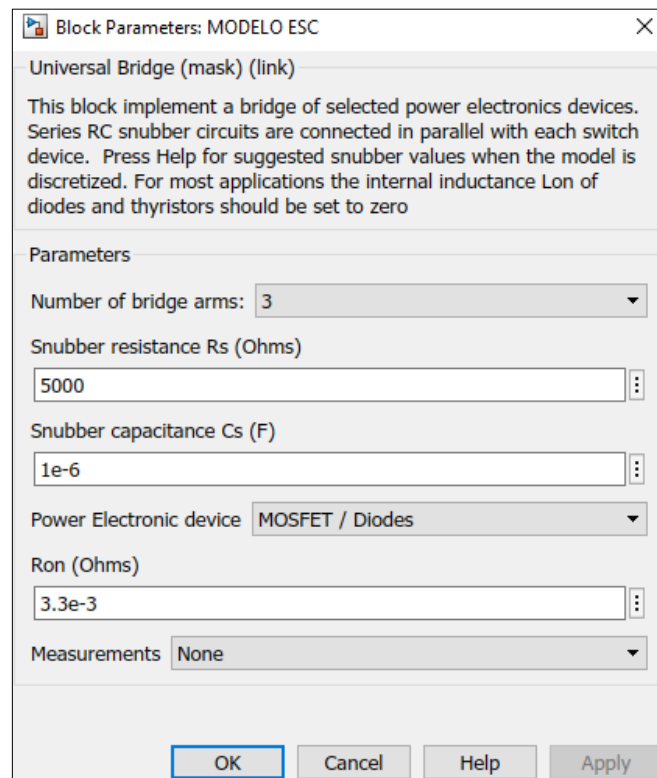 Block Parameters: MODELO ESC
Universal Bridge (mask) (link)
This block implement a bridge of selected power electronics devices.
Series RC snubber circuits are connected in parallel with each switch
device.  Press Help for suggested snubber values when the model is
discretized. For most applications the internal inductance Lon of
diodes and thyristors should be set to zero
Parameters
Number of bridge arms: 3
Snubber resistance Rs (Ohms)
5000
Snubber capacitance Cs (F)
1e-6
Power Electronic device MOSFET / Diodes
Ron (Ohms)
3.3e-3
Measurements None
OK Cancel Help Apply